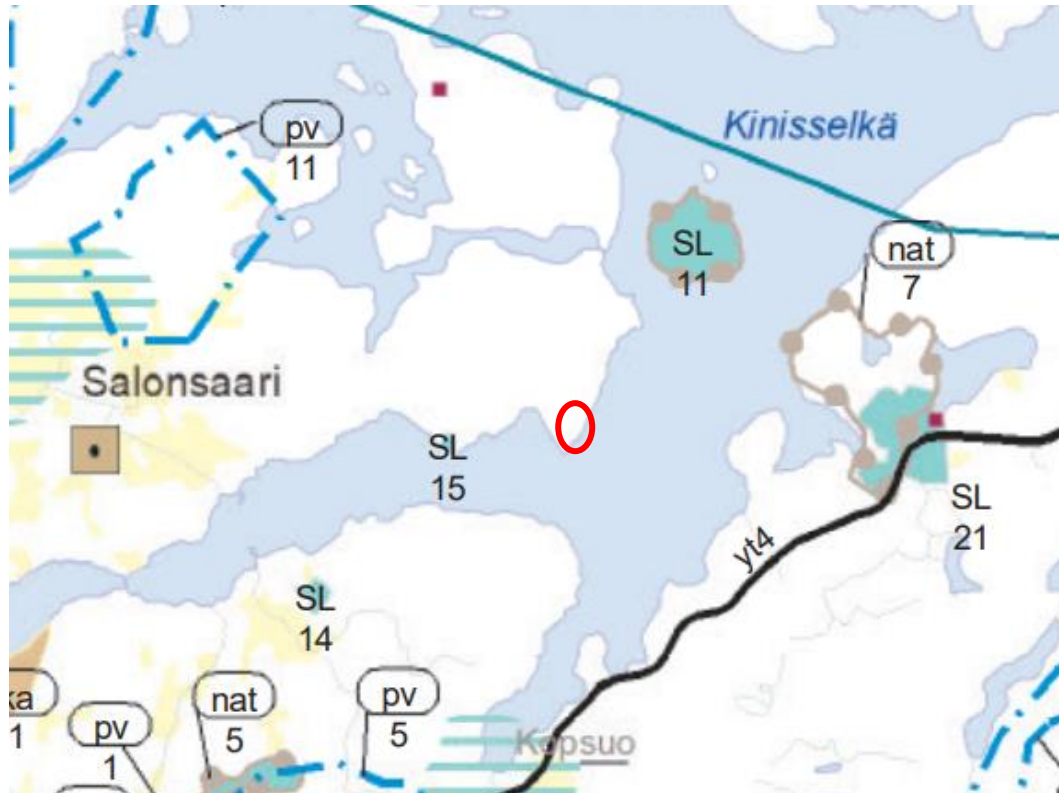 pv
11
Kinisselkä
SL
11
nat
7
Salonsaari
SL
15
SL
21
yt4
SL
14
ka
1
nat
5
pv
5
pv
1
Kopsuo